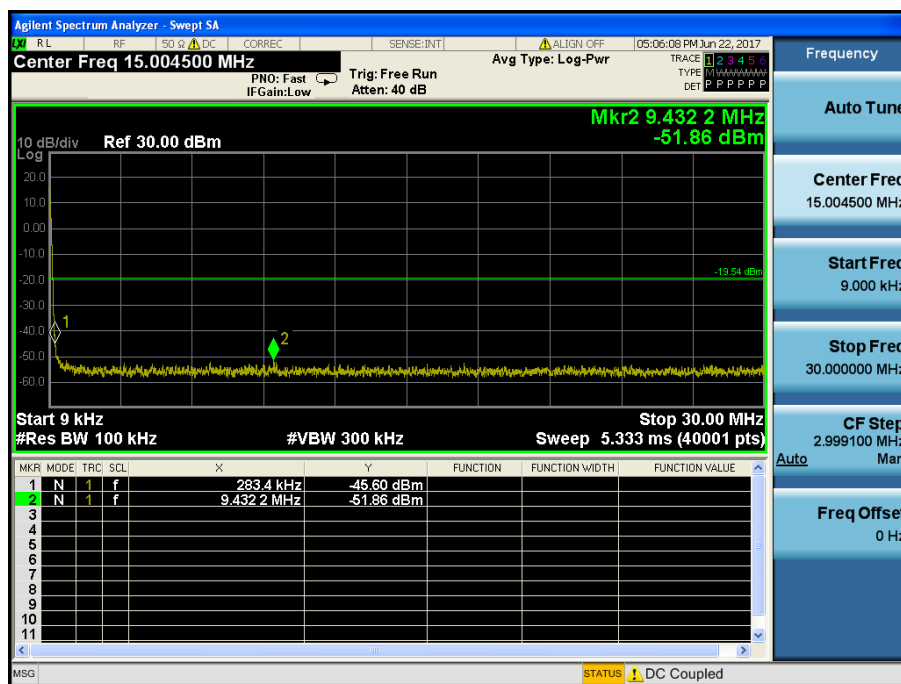 Agilent Spectrum Analyzer - Swept SA
LXI RL RF 50 Ω DC CORREC SENSE:INT ALIGN OFF 05:06:08 PM Jun 22, 2017
Center Freq 15.004500 MHz
PNO: Fast
IFGain:Low
Trig: Free Run
Atten: 40 dB
Avg Type: Log-Pwr
TRACE 1 2 3 4 5 6
TYPE M WWWWW
DET P P P P P P
Frequency
Auto Tune
Center Freq
15.004500 MHz
Start Freq
9.000 kHz
Stop Freq
30.000000 MHz
CF Step
2.999100 MHz
Auto Man
Freq Offset
0 Hz
Mkr2 9.432 2 MHz
-51.86 dBm
10 dB/div Ref 30.00 dBm
Log
20.0
10.0
0.00
-10.0
-20.0
-19.54 dBm
-30.0
-40.0
-50.0
-60.0
1
2
Start 9 kHz Stop 30.00 MHz
#Res BW 100 kHz #VBW 300 kHz Sweep 5.333 ms (40001 pts)
MKR MODE TRC SCL X Y FUNCTION FUNCTION WIDTH FUNCTION VALUE
1 N 1 f 283.4 kHz -45.60 dBm
2 N 1 f 9.432 2 MHz -51.86 dBm
3
4
5
6
7
8
9
10
11
MSG STATUS DC Coupled